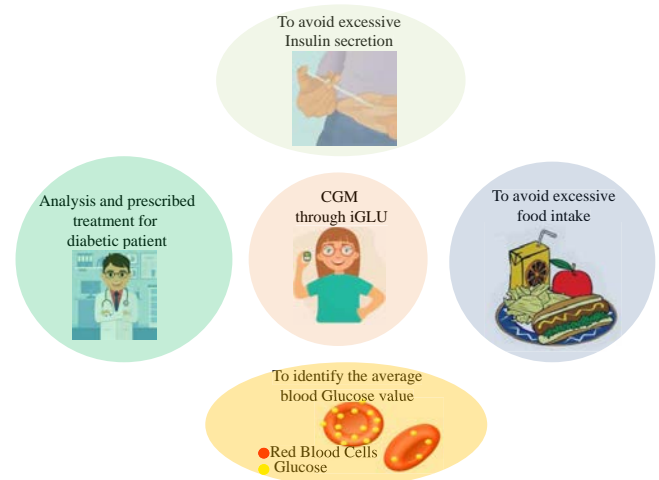 To avoid excessive
Insulin secretion
Analysis and prescribed
treatment for
diabetic patient
CGM
through iGLU
To avoid excessive
food intake
To identify the average
blood Glucose value
Red Blood Cells
Glucose